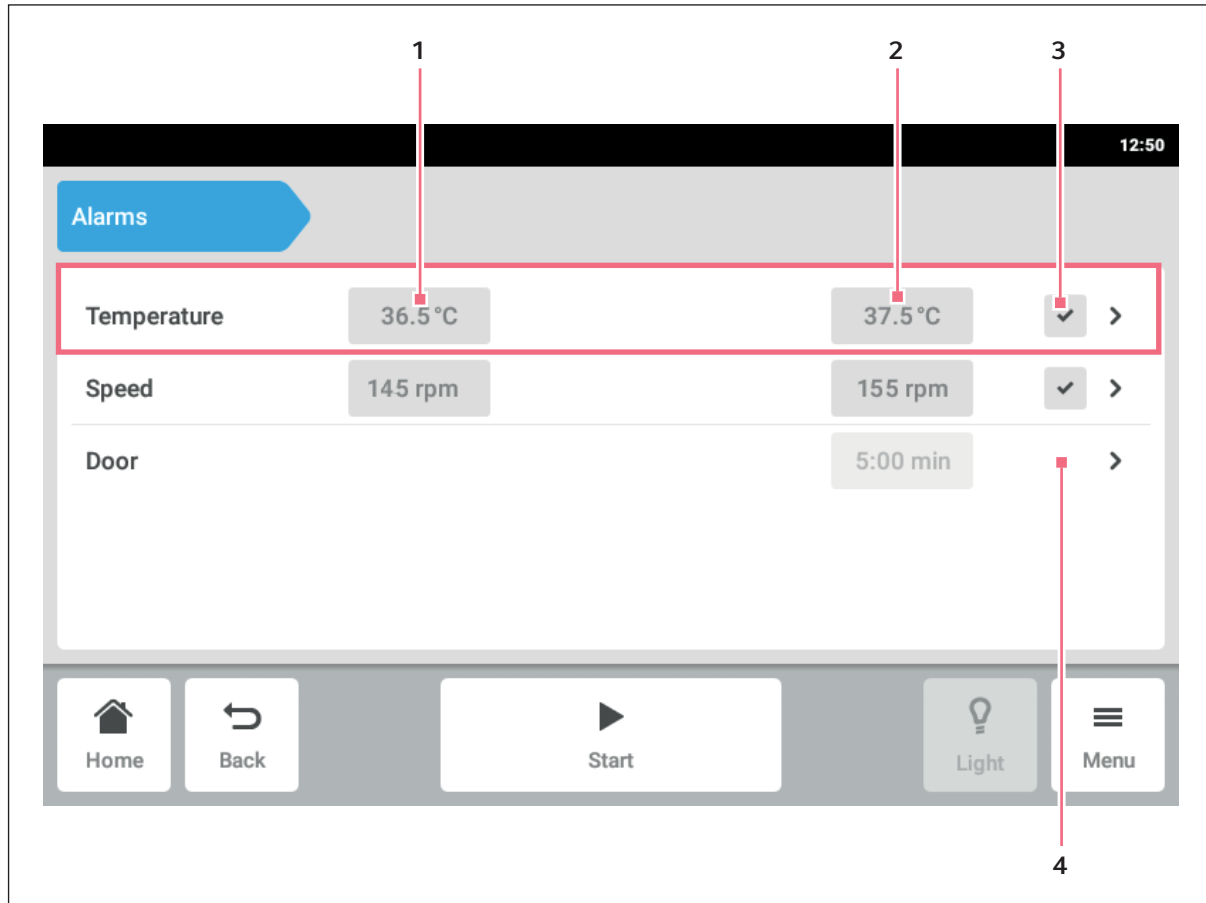 1 2 3
12:50
Alarms
Temperature 36.5 °C 37.5 °C
Speed 145 rpm 155 rpm
Door 5:00 min
Home Back Start Light Menu
4